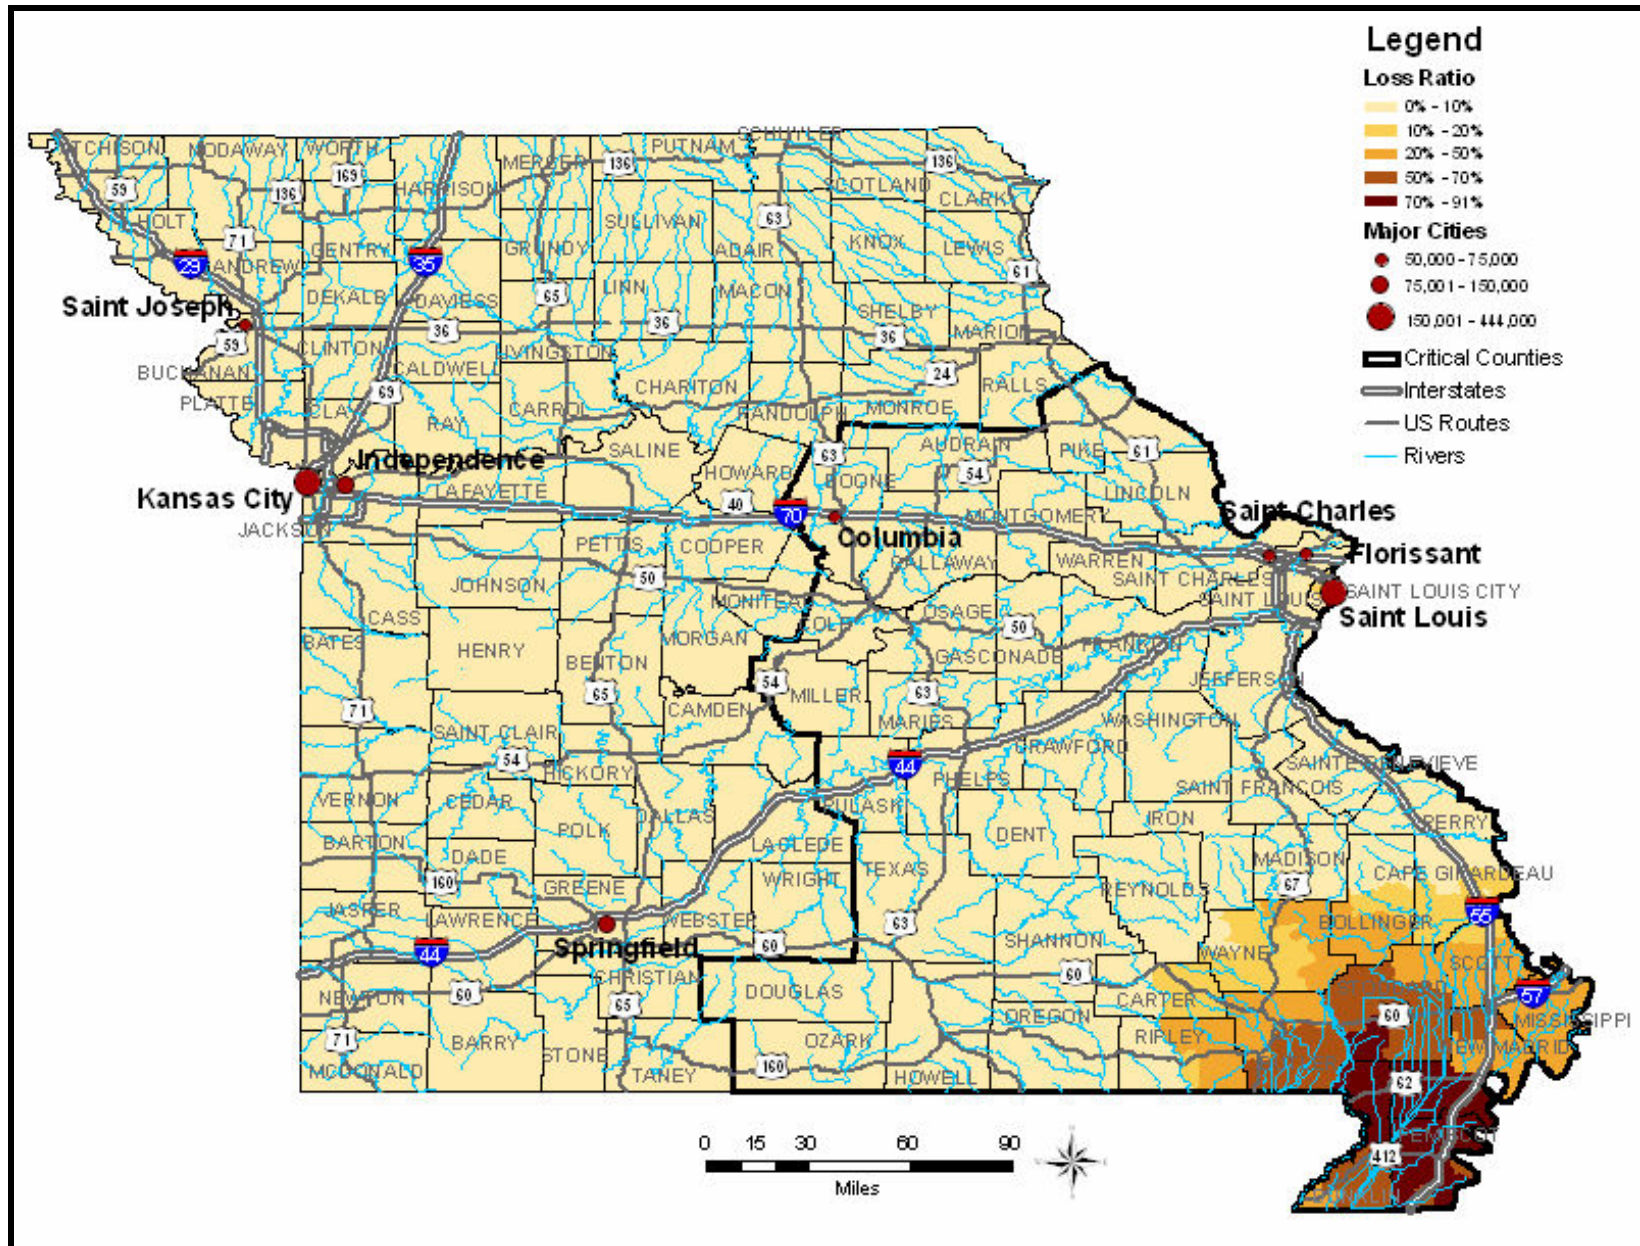 Legend
Loss Ratio
0% - 10%
10% - 20%
20% - 50%
50% - 70%
70% - 91%
Major Cities
50,000 - 75,000
75,001 - 150,000
150,001 - 444,000
Critical Counties
Interstates
US Routes
Rivers
SCHUYLER
PUTNAM
TCHISON
MODAWAY
WORTH
MERCER
136
136
59
136
169
HARRISON
SCOTLAND
CLARK
HOLT
SULLIVAN
63
71
GENTRY
GRUNDY
ADAIR
KNOX
LEWIS
29
ANDREW
35
61
DEKALB
DAVIESS
65
LINN
MACON
Saint Joseph
36
36
SHELBY
36
MARION
59
CLINTON
LIVINGSTON
BUCHANAN
CALDWELL
CHARITON
24
RALLS
PLATTE
CLAY
69
RAY
CARROL
RANDOLPH
MONROE
SALINE
63
AUDRAIN
PIKE
61
Independence
HOWARD
BOONE
54
LINCOLN
Kansas City
LAFAYETTE
40
70
MONTGOMERY
Saint Charles
JACKSON
Columbia
PETTIS
COOPER
CALLAWAY
WARREN
Florissant
JOHNSON
50
SAINT CHARLES
SAINT LOUIS CITY
MONITEAU
OSAGE
SAINT LOUIS
CASS
COLE
50
Saint Louis
BATES
HENRY
MORGAN
GASCONADE
FRANKLIN
BENTON
54
MILLER
63
JEFFERSON
65
71
CAMDEN
MARIES
WASHINGTON
SAINT CLAIR
CRAWFORD
54
HICKORY
44
PHELPS
SAINTE GENEVIEVE
SAINT FRANCOIS
VERNON
CEDAR
DALLAS
PULASKI
BARTON
POLK
LACLEDE
DENT
IRON
PERRY
DADE
TEXAS
MADISON
160
GREENE
WRIGHT
REYNOLDS
67
CAPE GIRARDEAU
JASPER
LAWRENCE
WEBSTER
63
BOLLINGER
55
44
Springfield
60
SHANNON
WAYNE
SCOTT
CHRISTIAN
60
NEWTON
60
65
DOUGLAS
CARTER
57
OREGON
60
MISSISSIPPI
71
BARRY
STONE
OZARK
RIPLEY
NEW MADRID
MCDONALD
TANEY
160
HOWELL
62
PEMISCOT
412
DUNKLIN
0 15 30 60 90
Miles